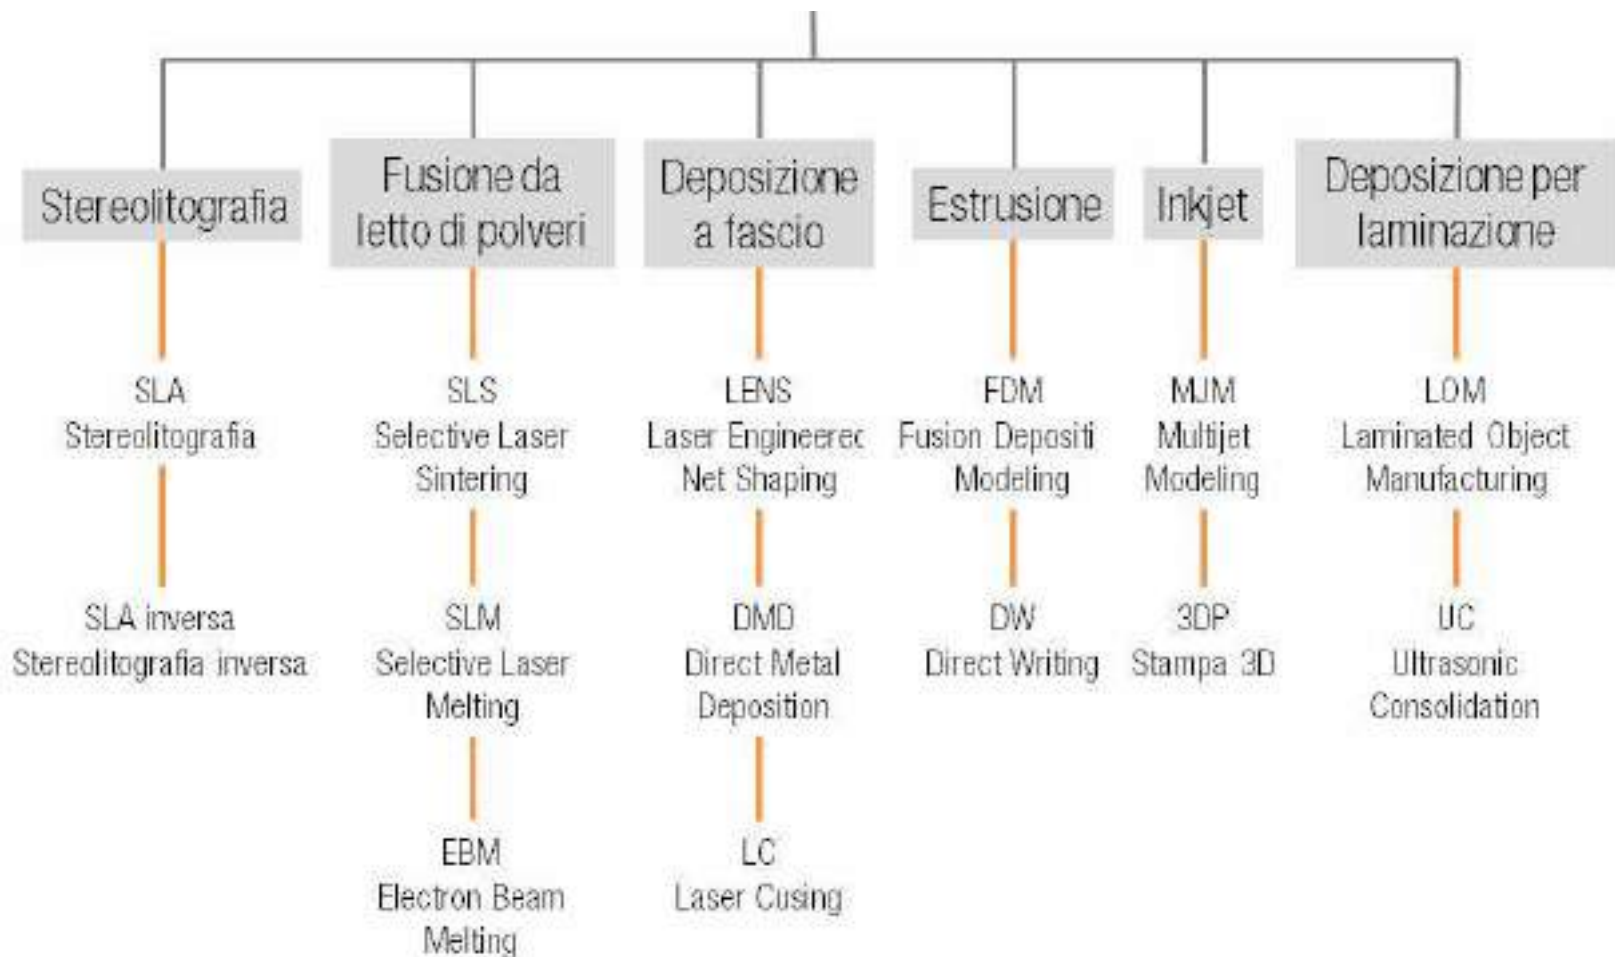 Stereolitografia
Fusione da
letto di polveri
Deposizione
a fascio
Estrusione
Inkjet
Deposizione per
laminazione
SLA
Stereolitografia
SLA inversa
Stereolitografia inversa
SLS
Selective Laser
Sintering
SLM
Selective Laser
Melting
EBM
Electron Beam
Melting
LENS
Laser Engineerec
Net Shaping
DMD
Direct Metal
Deposition
LC
Laser Cusing
FDM
Fusion Depositi
Modeling
DW
Direct Writing
MJM
Multijet
Modeling
3DP
Stampa 3D
LOM
Laminated Object
Manufacturing
UC
Ultrasonic
Consolidation